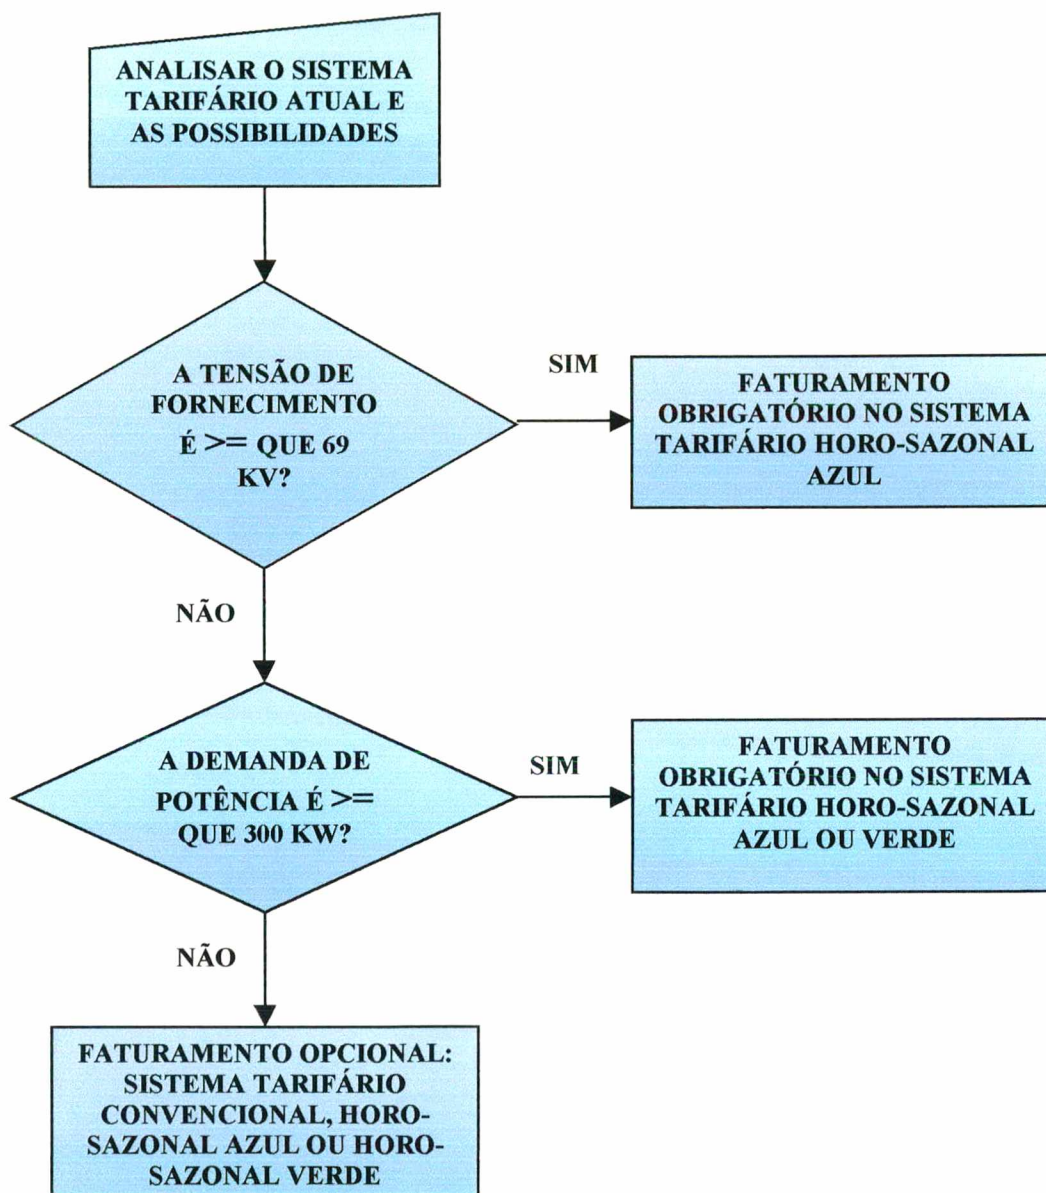 ANALISAR O SISTEMA
TARIFÁRIO ATUAL E
AS POSSIBILIDADES
A TENSÃO DE
FORNECIMENTO
É >= QUE 69
KV?
SIM
FATURAMENTO
OBRIGATÓRIO NO SISTEMA
TARIFÁRIO HORO-SAZONAL
AZUL
NÃO
A DEMANDA DE
POTÊNCIA É >=
QUE 300 KW?
SIM
FATURAMENTO
OBRIGATÓRIO NO SISTEMA
TARIFÁRIO HORO-SAZONAL
AZUL OU VERDE
NÃO
FATURAMENTO OPCIONAL:
SISTEMA TARIFÁRIO
CONVENCIONAL, HORO-
SAZONAL AZUL OU HORO-
SAZONAL VERDE